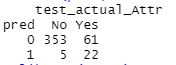 test_actual_Attr
pred No Yes
0 353 61
1 5 22